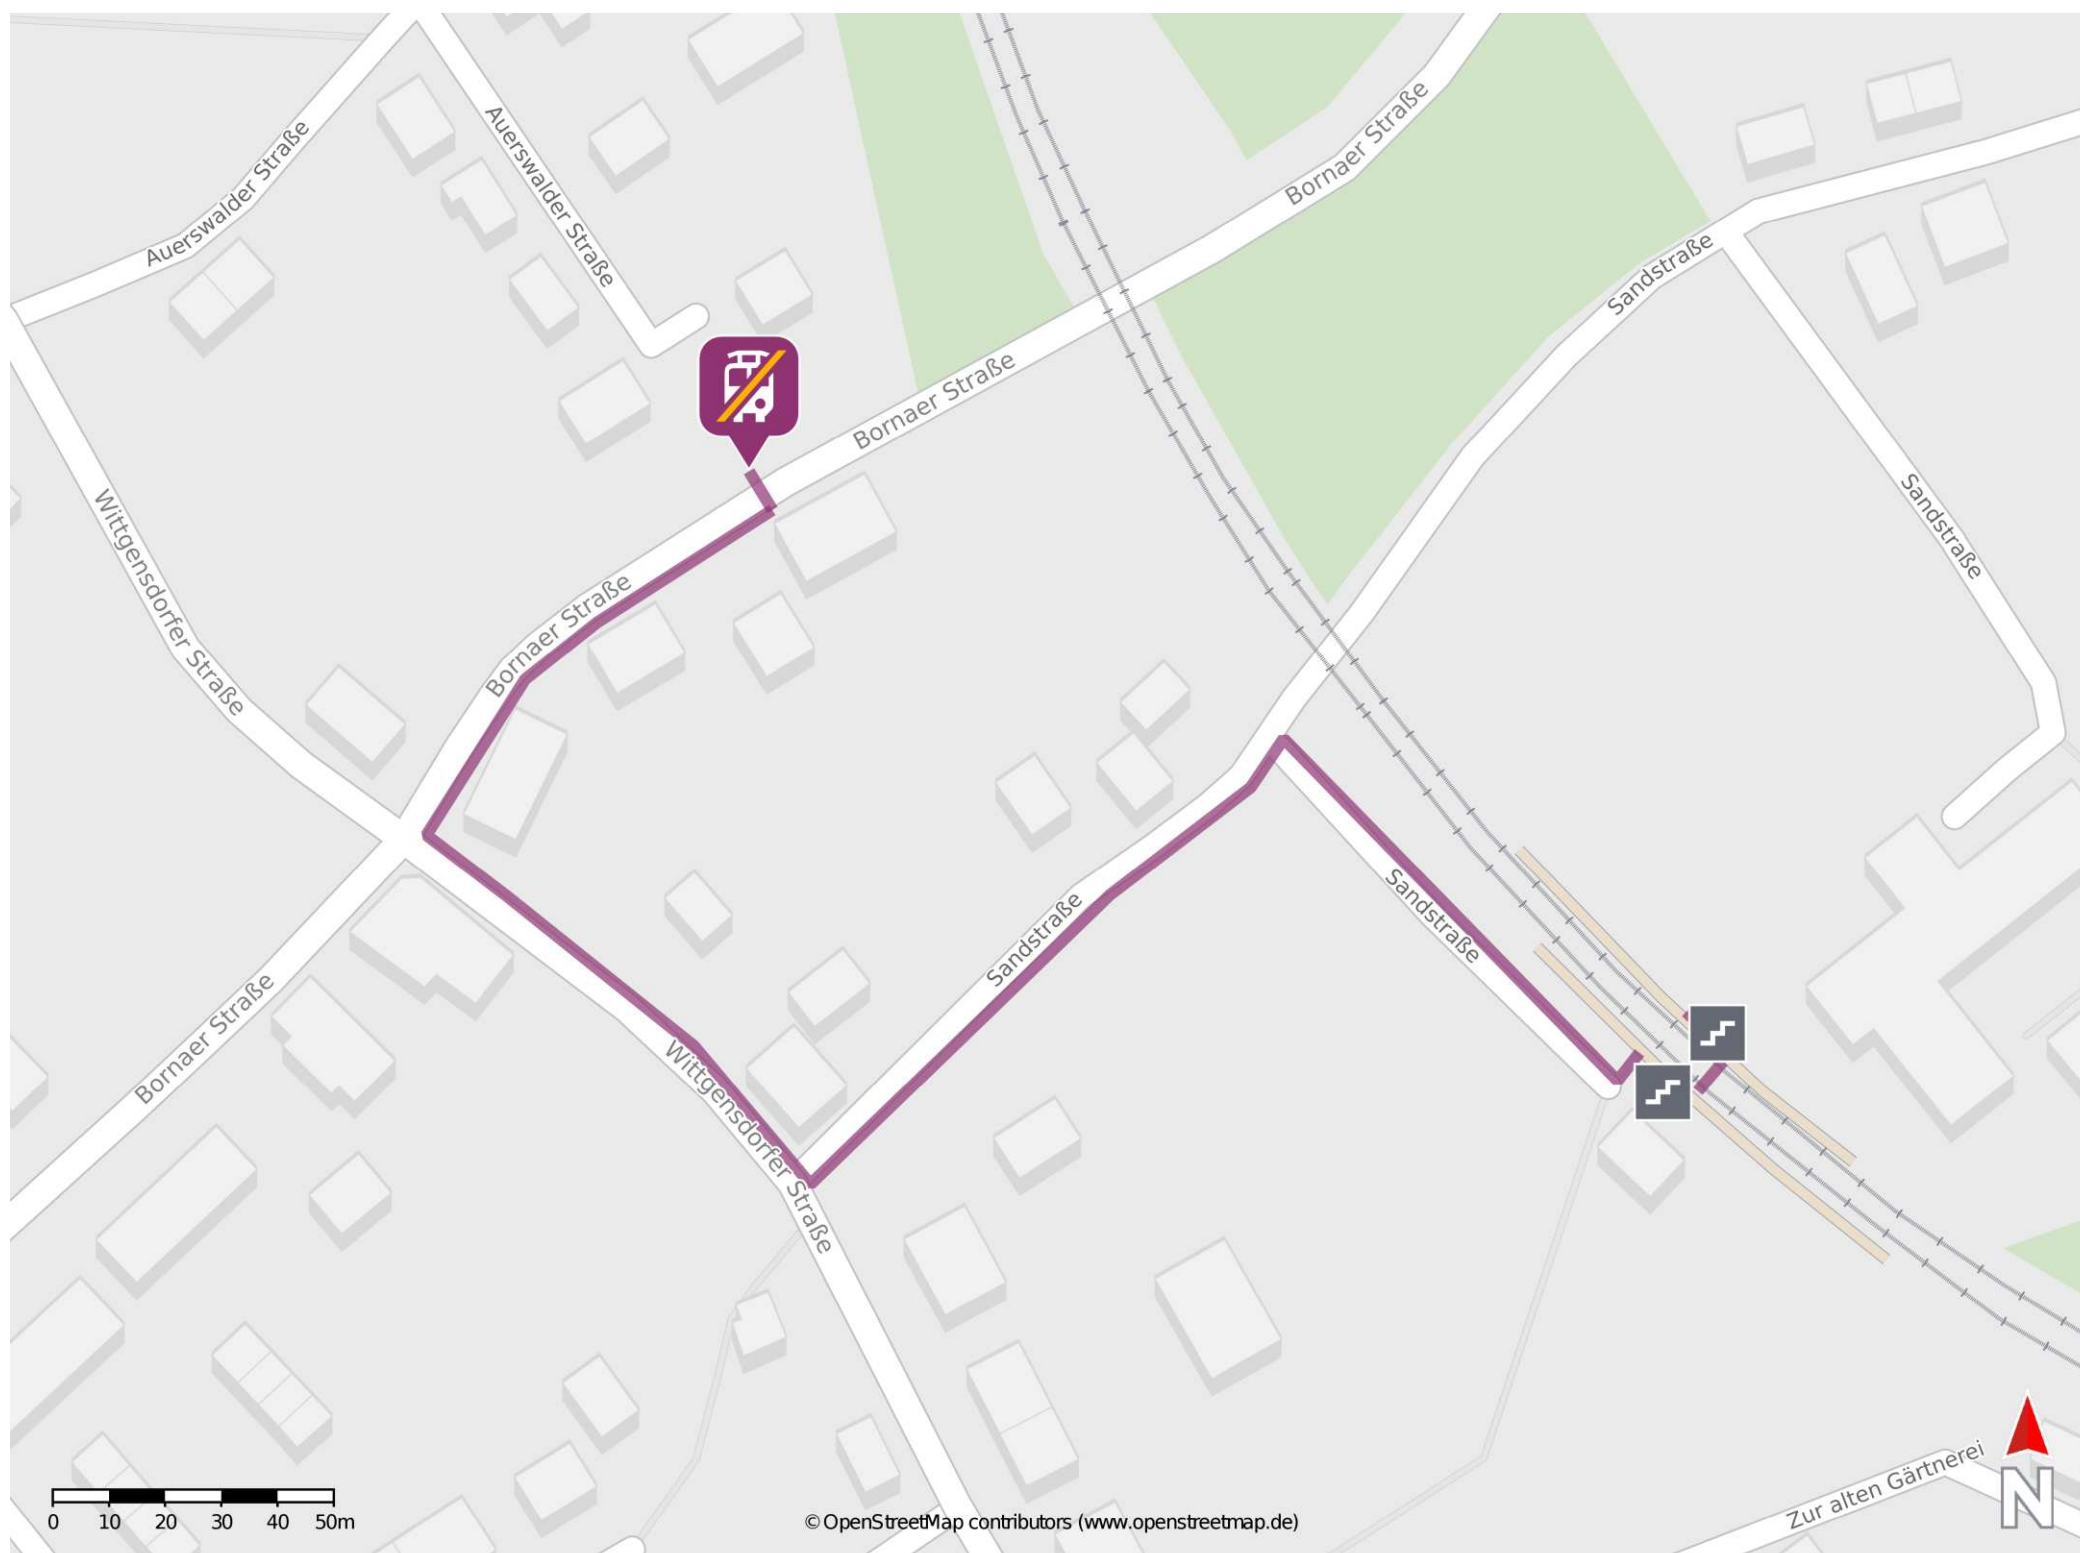 Auerswalder Straße
Auerswalder Straße
Bornaer Straße
Sandstraße
Bornaer Straße
Wittgensdorfer Straße
Sandstraße
Bornaer Straße
Sandstraße
Sandstraße
Bornaer Straße
Wittgensdorfer Straße
Zur alten Gärtnerei
N
0 10 20 30 40 50m
© OpenStreetMap contributors (www.openstreetmap.de)